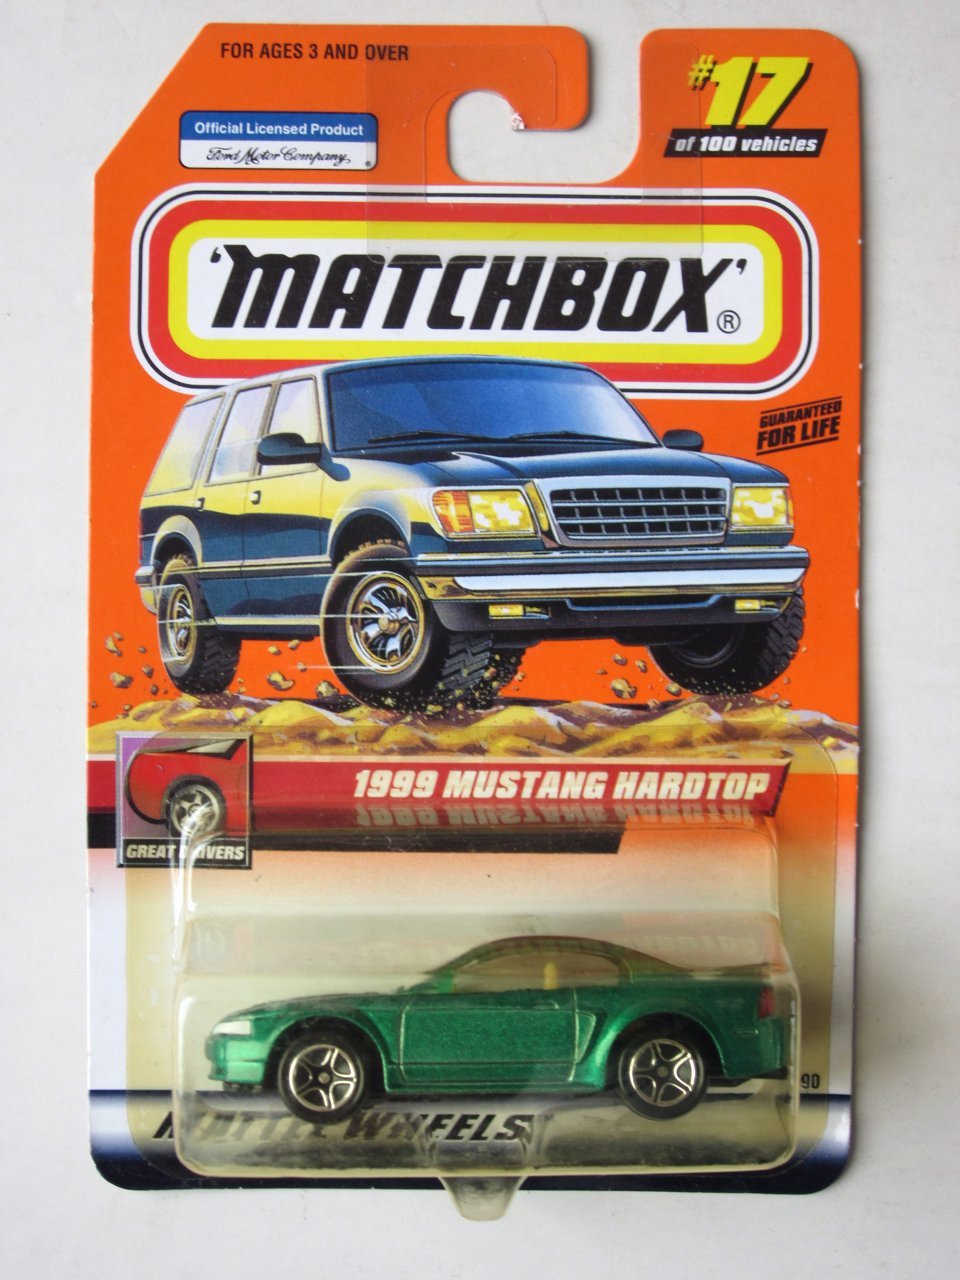 FOR AGES 3 AND OVER
#17
of 100 vehicles
Official Licensed Product
Ford Motor Company
'MATCHBOX'®
GUARANTEED
FOR LIFE
1999 MUSTANG HARDTOP
GREAT DRIVERS
90
MATTEL WHEELS